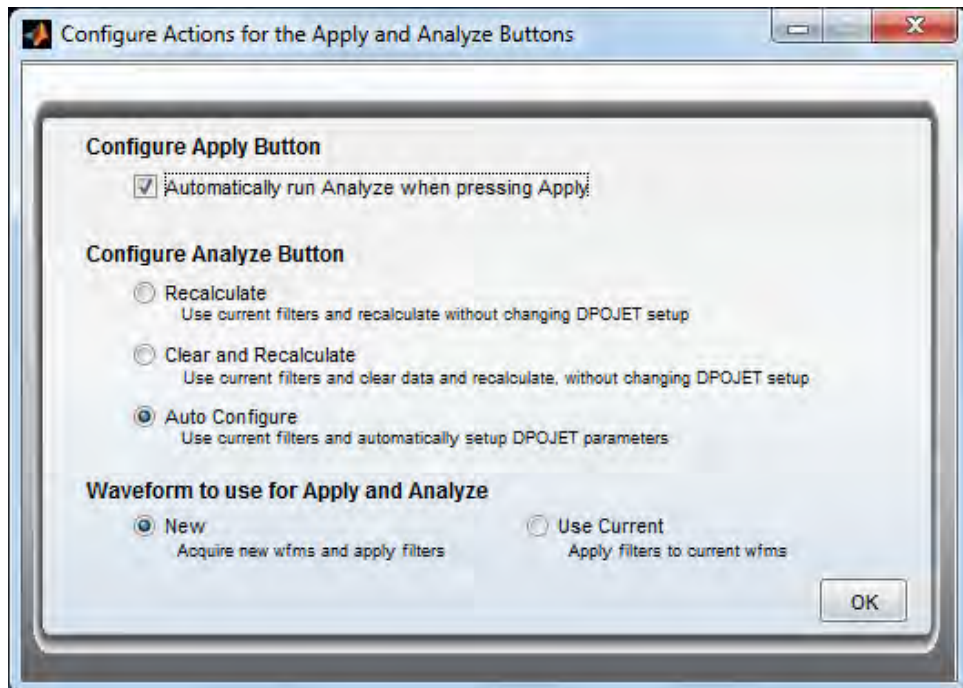 Configure Actions for the Apply and Analyze Buttons
Configure Apply Button
Automatically run Analyze when pressing Apply
Configure Analyze Button
Recalculate
Use current filters and recalculate without changing DPOJET setup
Clear and Recalculate
Use current filters and clear data and recalculate, without changing DPOJET setup
Auto Configure
Use current filters and automatically setup DPOJET parameters
Waveform to use for Apply and Analyze
New
Acquire new wfms and apply filters
Use Current
Apply filters to current wfms
OK